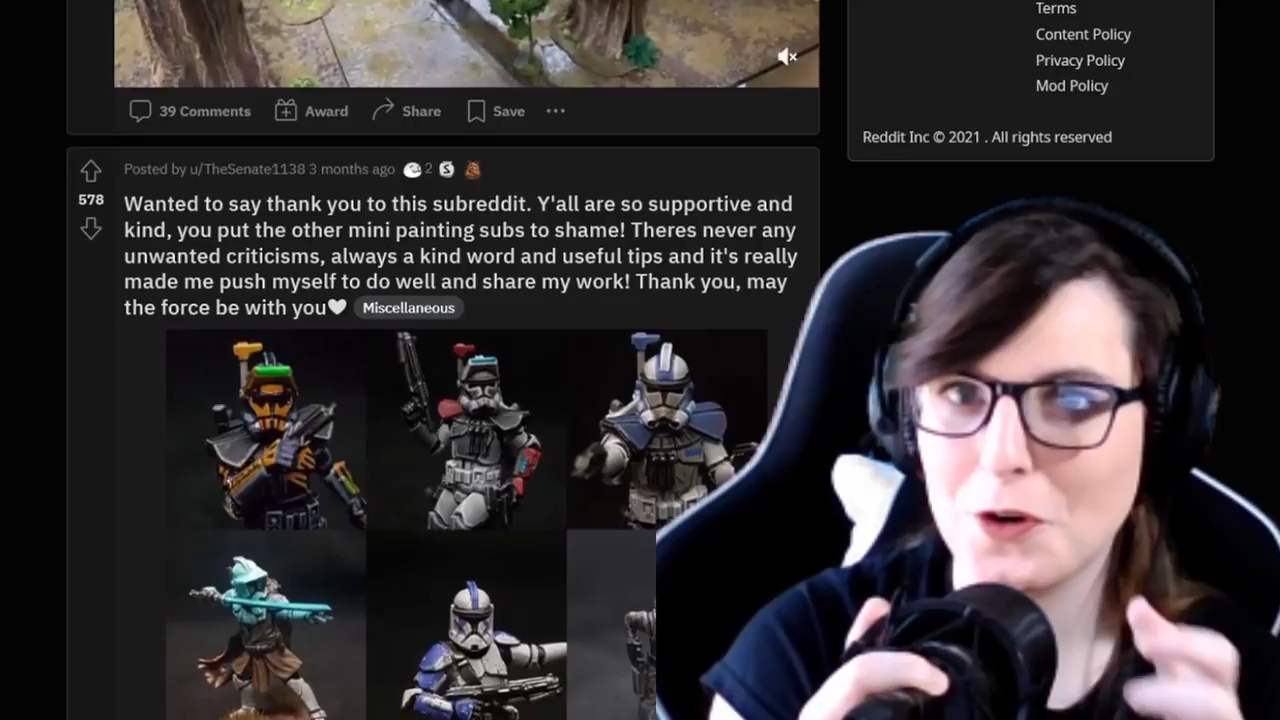 Terms
Content Policy
Privacy Policy
Mod Policy
Reddit Inc © 2021 . All rights reserved
39 Comments Award Share Save
Posted by u/TheSenate1138 3 months ago 2
578
Wanted to say thank you to this subreddit. Y'all are so supportive and
kind, you put the other mini painting subs to shame! Theres never any
unwanted criticisms, always a kind word and useful tips and it's really
made me push myself to do well and share my work! Thank you, may
the force be with you🤍 Miscellaneous